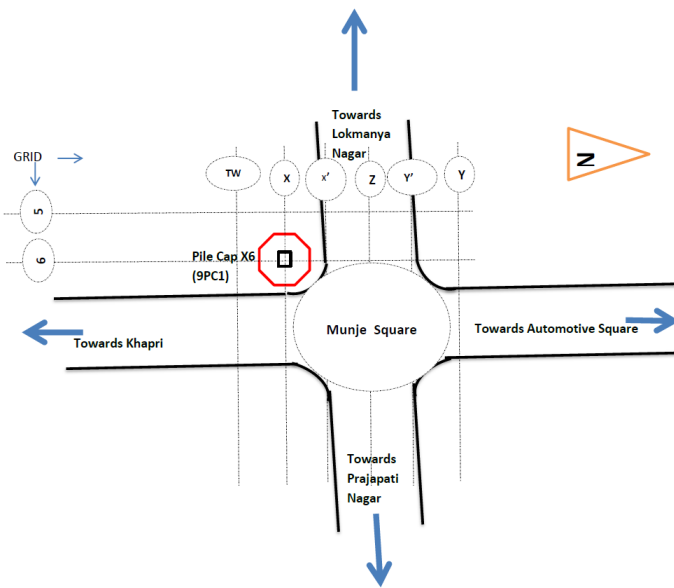 Towards
Lokmanya
Nagar
N
GRID
TW
X
x'
Z
Y'
Y
5
6
Pile Cap X6
(9PC1)
Munje Square
Towards Automotive Square
Towards Khapri
Towards
Prajapati
Nagar